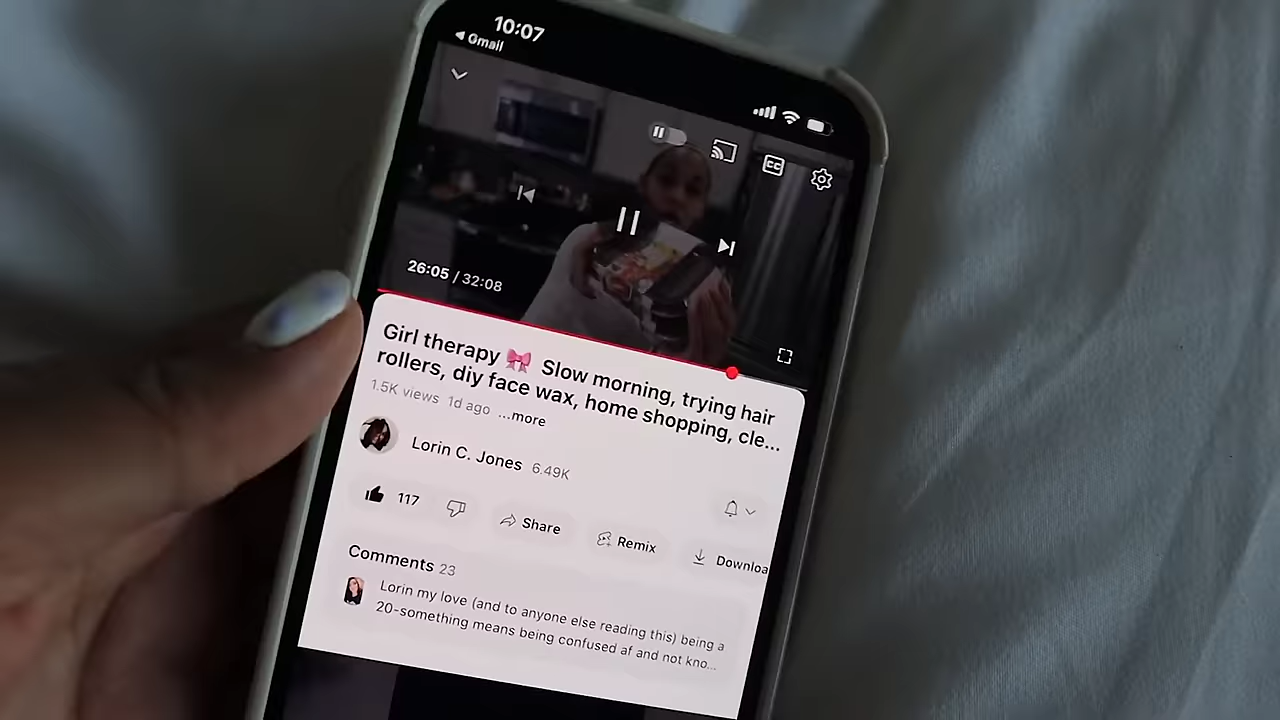 10:07
◀ Gmail
CC
26:05 / 32:08
Girl therapy 🎀 Slow morning, trying hair
rollers, diy face wax, home shopping, cle...
1.5K views 1d ago ...more
Lorin C. Jones 6.49K
117 Share Remix Downloa
Comments 23
Lorin my love (and to anyone else reading this) being a
20-something means being confused af and not kno...